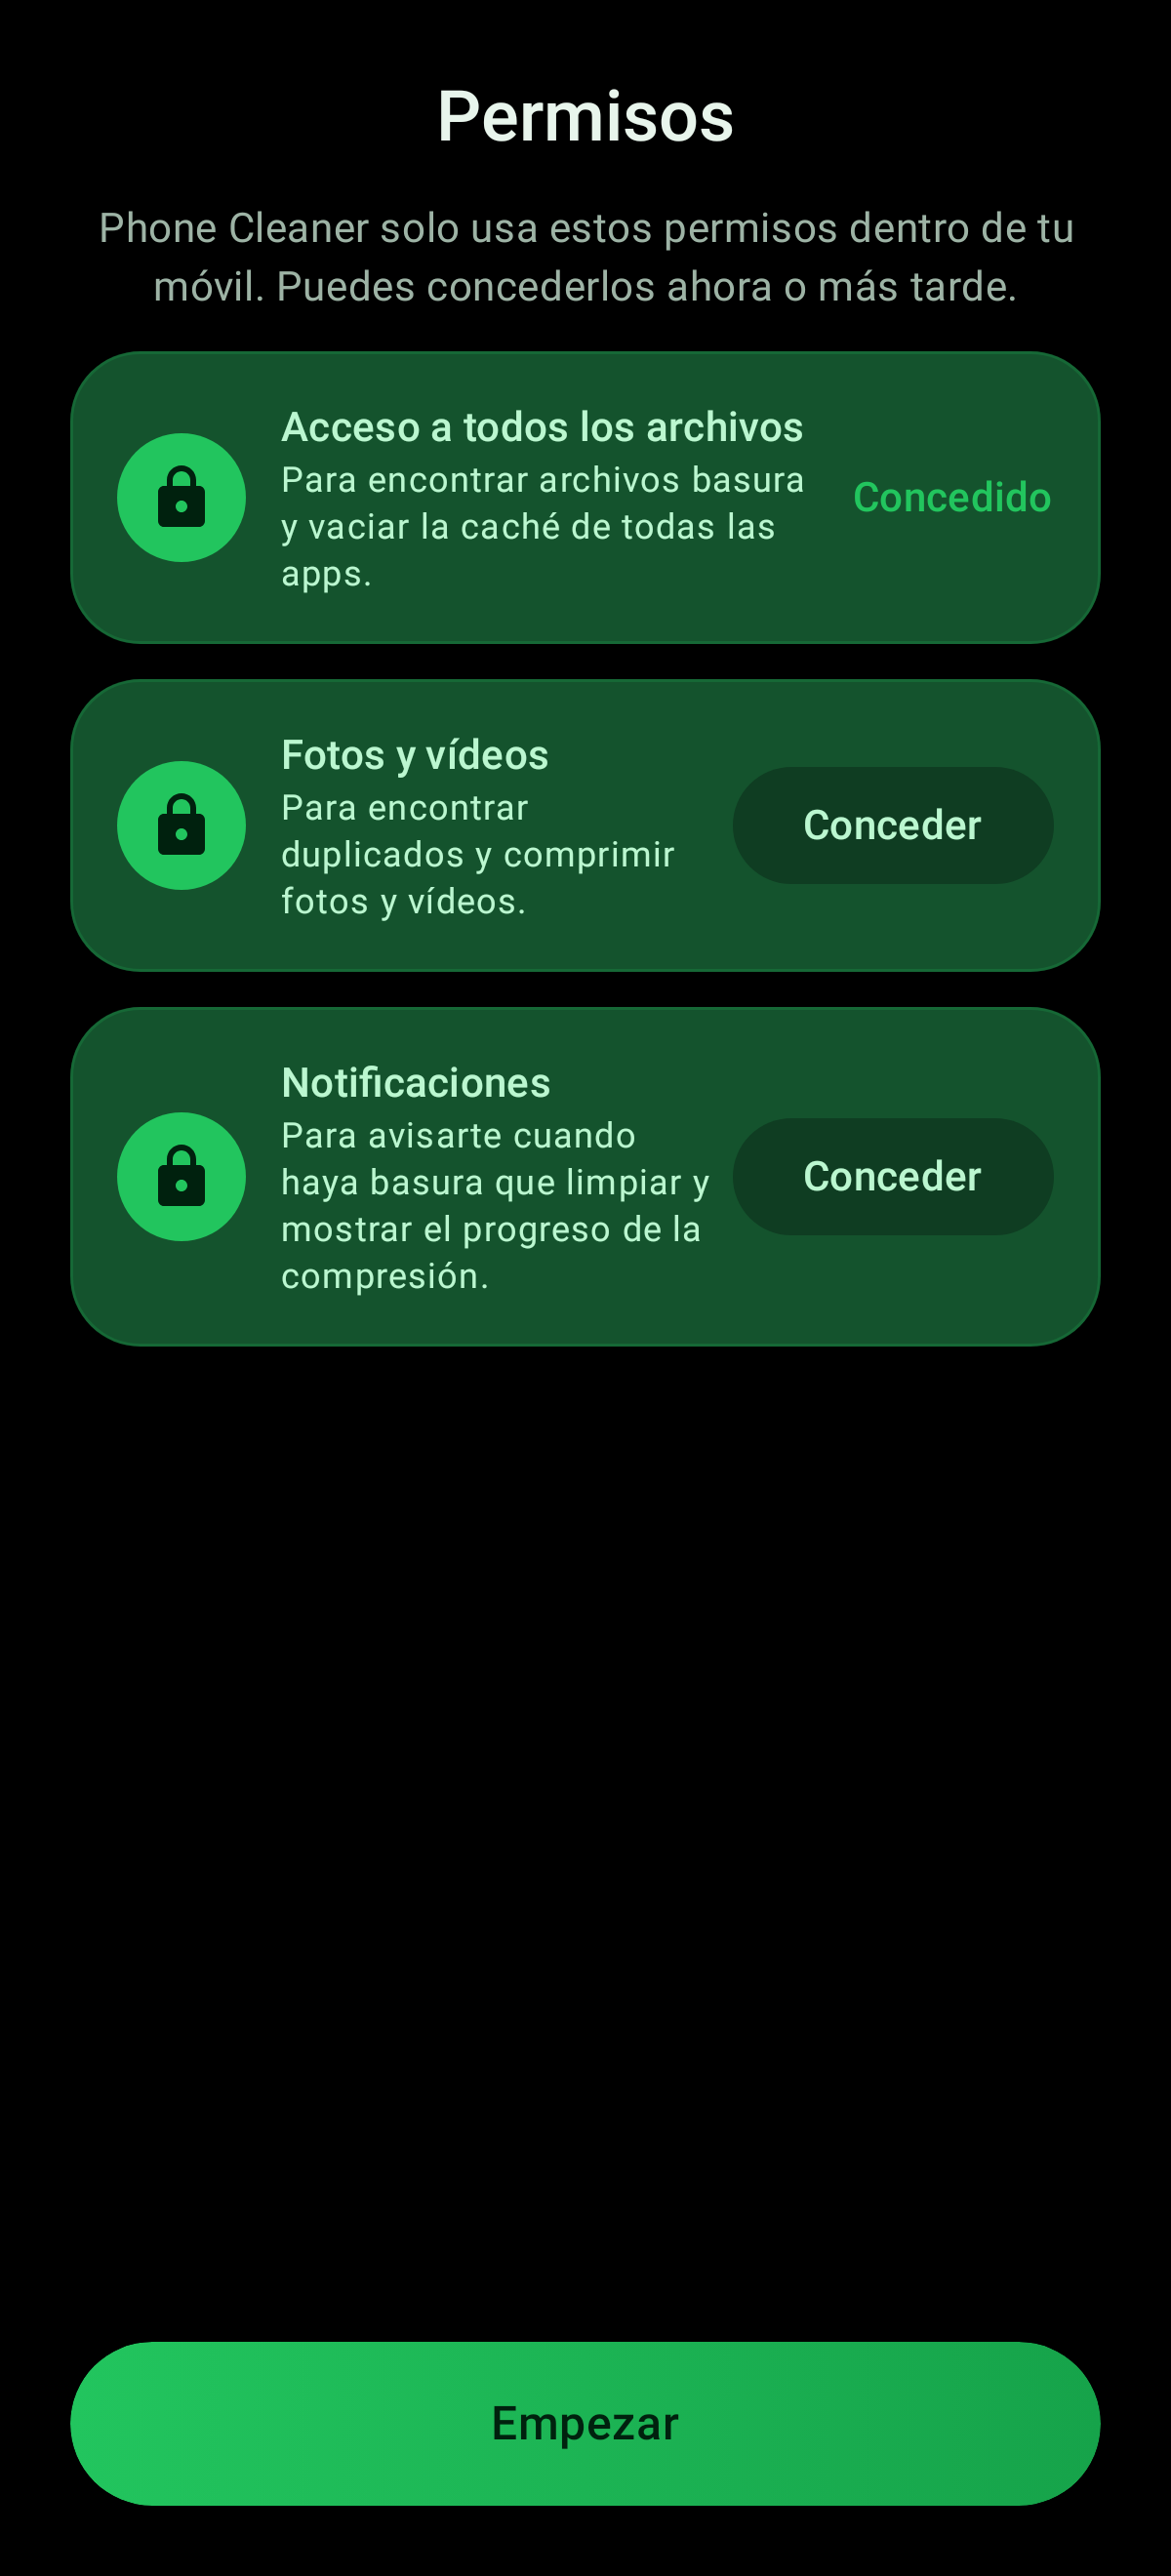 Permisos
Phone Cleaner solo usa estos permisos dentro de tu
móvil. Puedes concederlos ahora o más tarde.
Acceso a todos los archivos
Para encontrar archivos basura
y vaciar la caché de todas las
apps.
Concedido
Fotos y vídeos
Para encontrar
duplicados y comprimir
fotos y vídeos.
Conceder
Notificaciones
Para avisarte cuando
haya basura que limpiar y
mostrar el progreso de la
compresión.
Conceder
Empezar